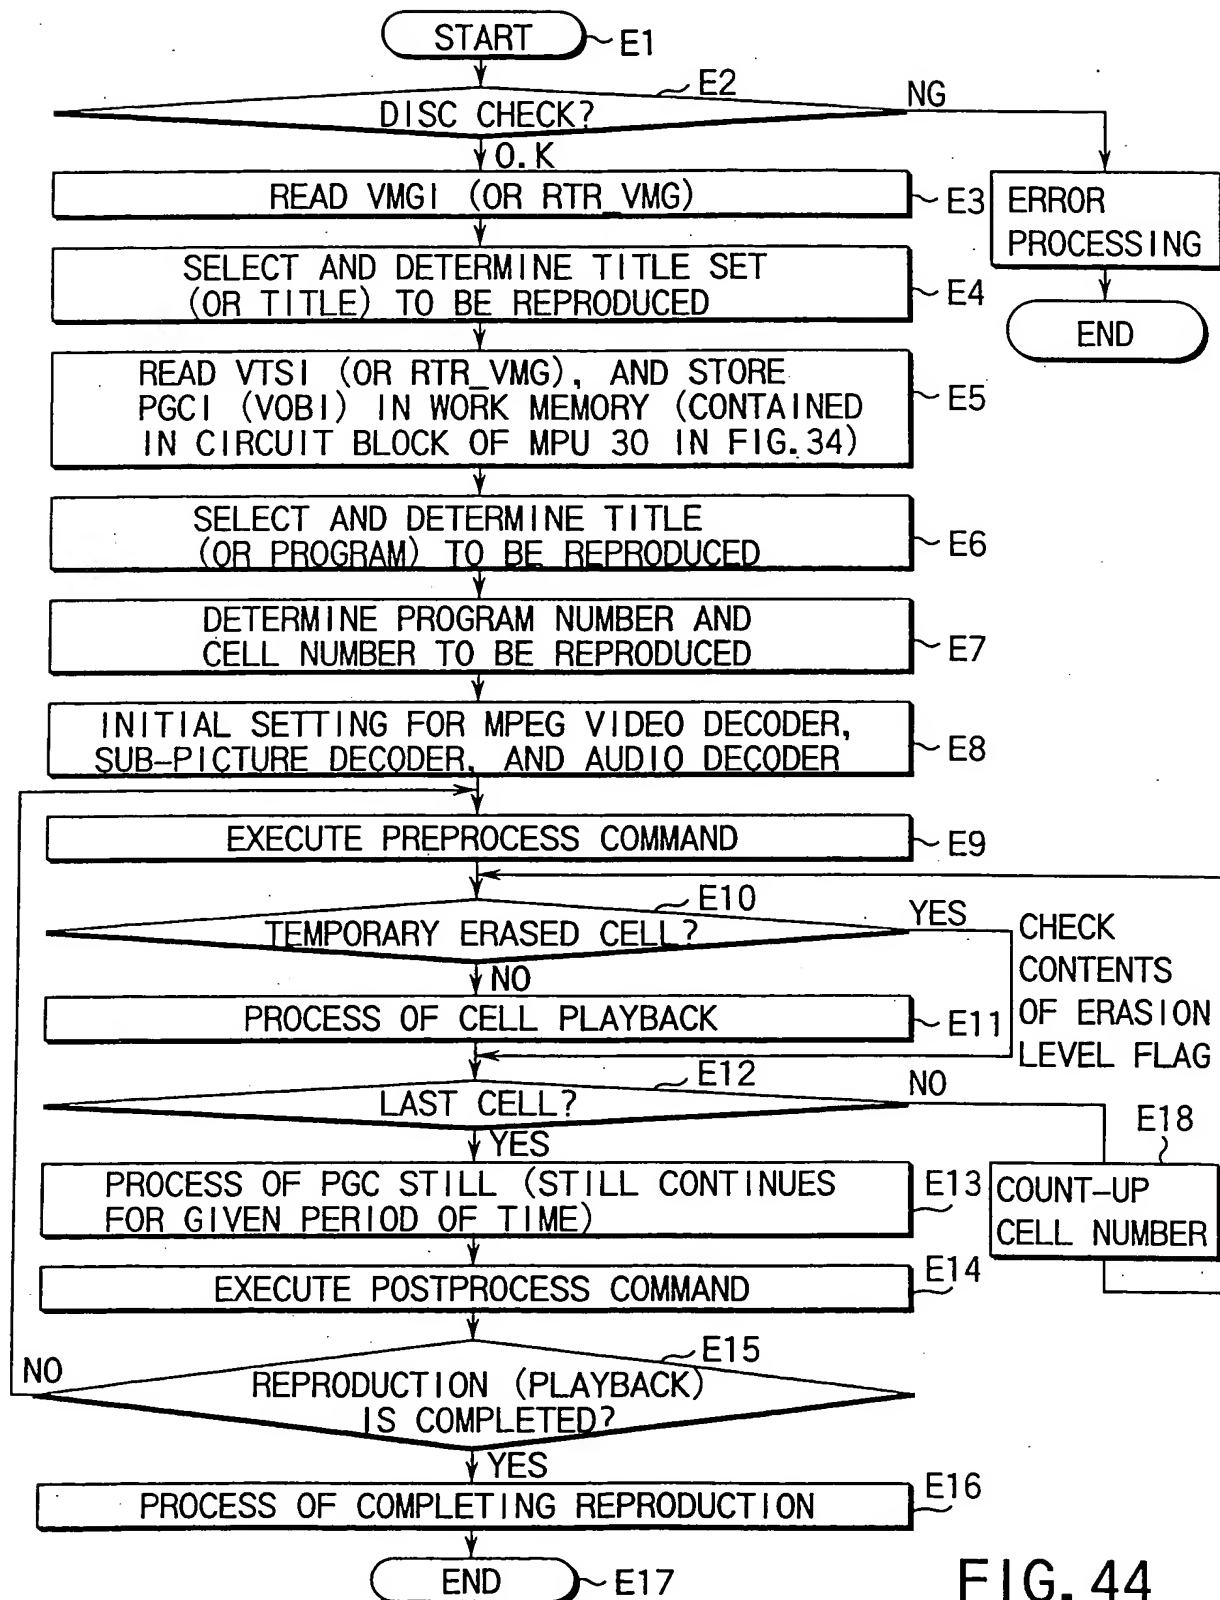 START
E1
E2
DISC CHECK?
NG
O.K
READ VMGI (OR RTR_VMG)
E3
ERROR
PROCESSING
END
SELECT AND DETERMINE TITLE SET
(OR TITLE) TO BE REPRODUCED
E4
READ VTSI (OR RTR_VMG), AND STORE
PGCI (VOBI) IN WORK MEMORY (CONTAINED
IN CIRCUIT BLOCK OF MPU 30 IN FIG.34)
E5
SELECT AND DETERMINE TITLE
(OR PROGRAM) TO BE REPRODUCED
E6
DETERMINE PROGRAM NUMBER AND
CELL NUMBER TO BE REPRODUCED
E7
INITIAL SETTING FOR MPEG VIDEO DECODER,
SUB-PICTURE DECODER, AND AUDIO DECODER
E8
EXECUTE PREPROCESS COMMAND
E9
E10
TEMPORARY ERASED CELL?
YES
CHECK
CONTENTS
OF ERASION
LEVEL FLAG
NO
PROCESS OF CELL PLAYBACK
E11
E12
LAST CELL?
NO
YES
E18
COUNT-UP
CELL NUMBER
PROCESS OF PGC STILL (STILL CONTINUES
FOR GIVEN PERIOD OF TIME)
E13
EXECUTE POSTPROCESS COMMAND
E14
E15
NO
REPRODUCTION (PLAYBACK)
IS COMPLETED?
YES
PROCESS OF COMPLETING REPRODUCTION
E16
END
E17
FIG. 44